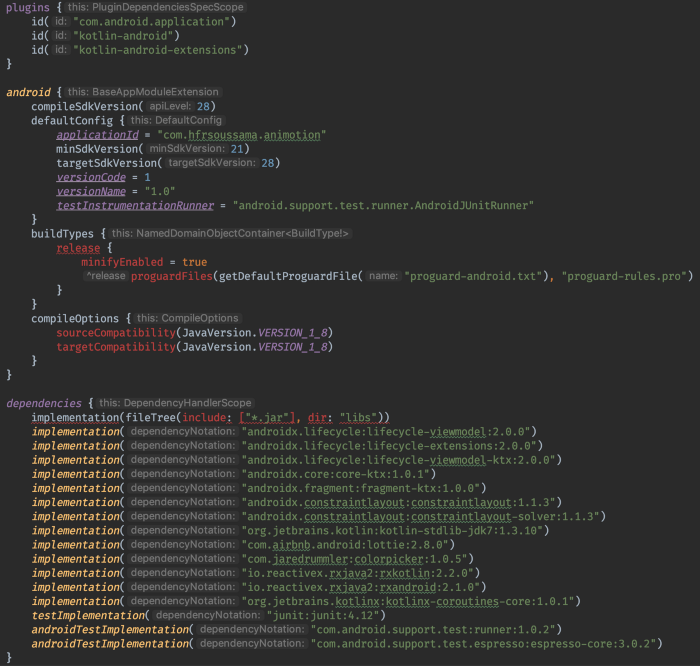 plugins { this: PluginDependenciesSpecScope
id( id: "com.android.application")
id( id: "kotlin-android")
id( id: "kotlin-android-extensions")
}
android { this: BaseAppModuleExtension
compileSdkVersion( apiLevel: 28)
defaultConfig { this: DefaultConfig
applicationId = "com.hfrsoussama.animotion"
minSdkVersion( minSdkVersion: 21)
targetSdkVersion( targetSdkVersion: 28)
versionCode = 1
versionName = "1.0"
testInstrumentationRunner = "android.support.test.runner.AndroidJUnitRunner"
}
buildTypes { this: NamedDomainObjectContainer<BuildType!>
release {
minifyEnabled = true
^release proguardFiles(getDefaultProguardFile( name: "proguard-android.txt"), "proguard-rules.pro")
}
}
compileOptions { this: CompileOptions
sourceCompatibility(JavaVersion.VERSION_1_8)
targetCompatibility(JavaVersion.VERSION_1_8)
}
}
dependencies { this: DependencyHandlerScope
implementation(fileTree(include: ["*.jar"], dir: "libs"))
implementation( dependencyNotation: "androidx.lifecycle:lifecycle-viewmodel:2.0.0")
implementation( dependencyNotation: "androidx.lifecycle:lifecycle-extensions:2.0.0")
implementation( dependencyNotation: "androidx.lifecycle:lifecycle-viewmodel-ktx:2.0.0")
implementation( dependencyNotation: "androidx.core:core-ktx:1.0.1")
implementation( dependencyNotation: "androidx.fragment:fragment-ktx:1.0.0")
implementation( dependencyNotation: "androidx.constraintlayout:constraintlayout:1.1.3")
implementation( dependencyNotation: "androidx.constraintlayout:constraintlayout-solver:1.1.3")
implementation( dependencyNotation: "org.jetbrains.kotlin:kotlin-stdlib-jdk7:1.3.10")
implementation( dependencyNotation: "com.airbnb.android:lottie:2.8.0")
implementation( dependencyNotation: "com.jaredrummler:colorpicker:1.0.5")
implementation( dependencyNotation: "io.reactivex.rxjava2:rxkotlin:2.2.0")
implementation( dependencyNotation: "io.reactivex.rxjava2:rxandroid:2.1.0")
implementation( dependencyNotation: "org.jetbrains.kotlinx:kotlinx-coroutines-core:1.0.1")
testImplementation( dependencyNotation: "junit:junit:4.12")
androidTestImplementation( dependencyNotation: "com.android.support.test:runner:1.0.2")
androidTestImplementation( dependencyNotation: "com.android.support.test.espresso:espresso-core:3.0.2")
}